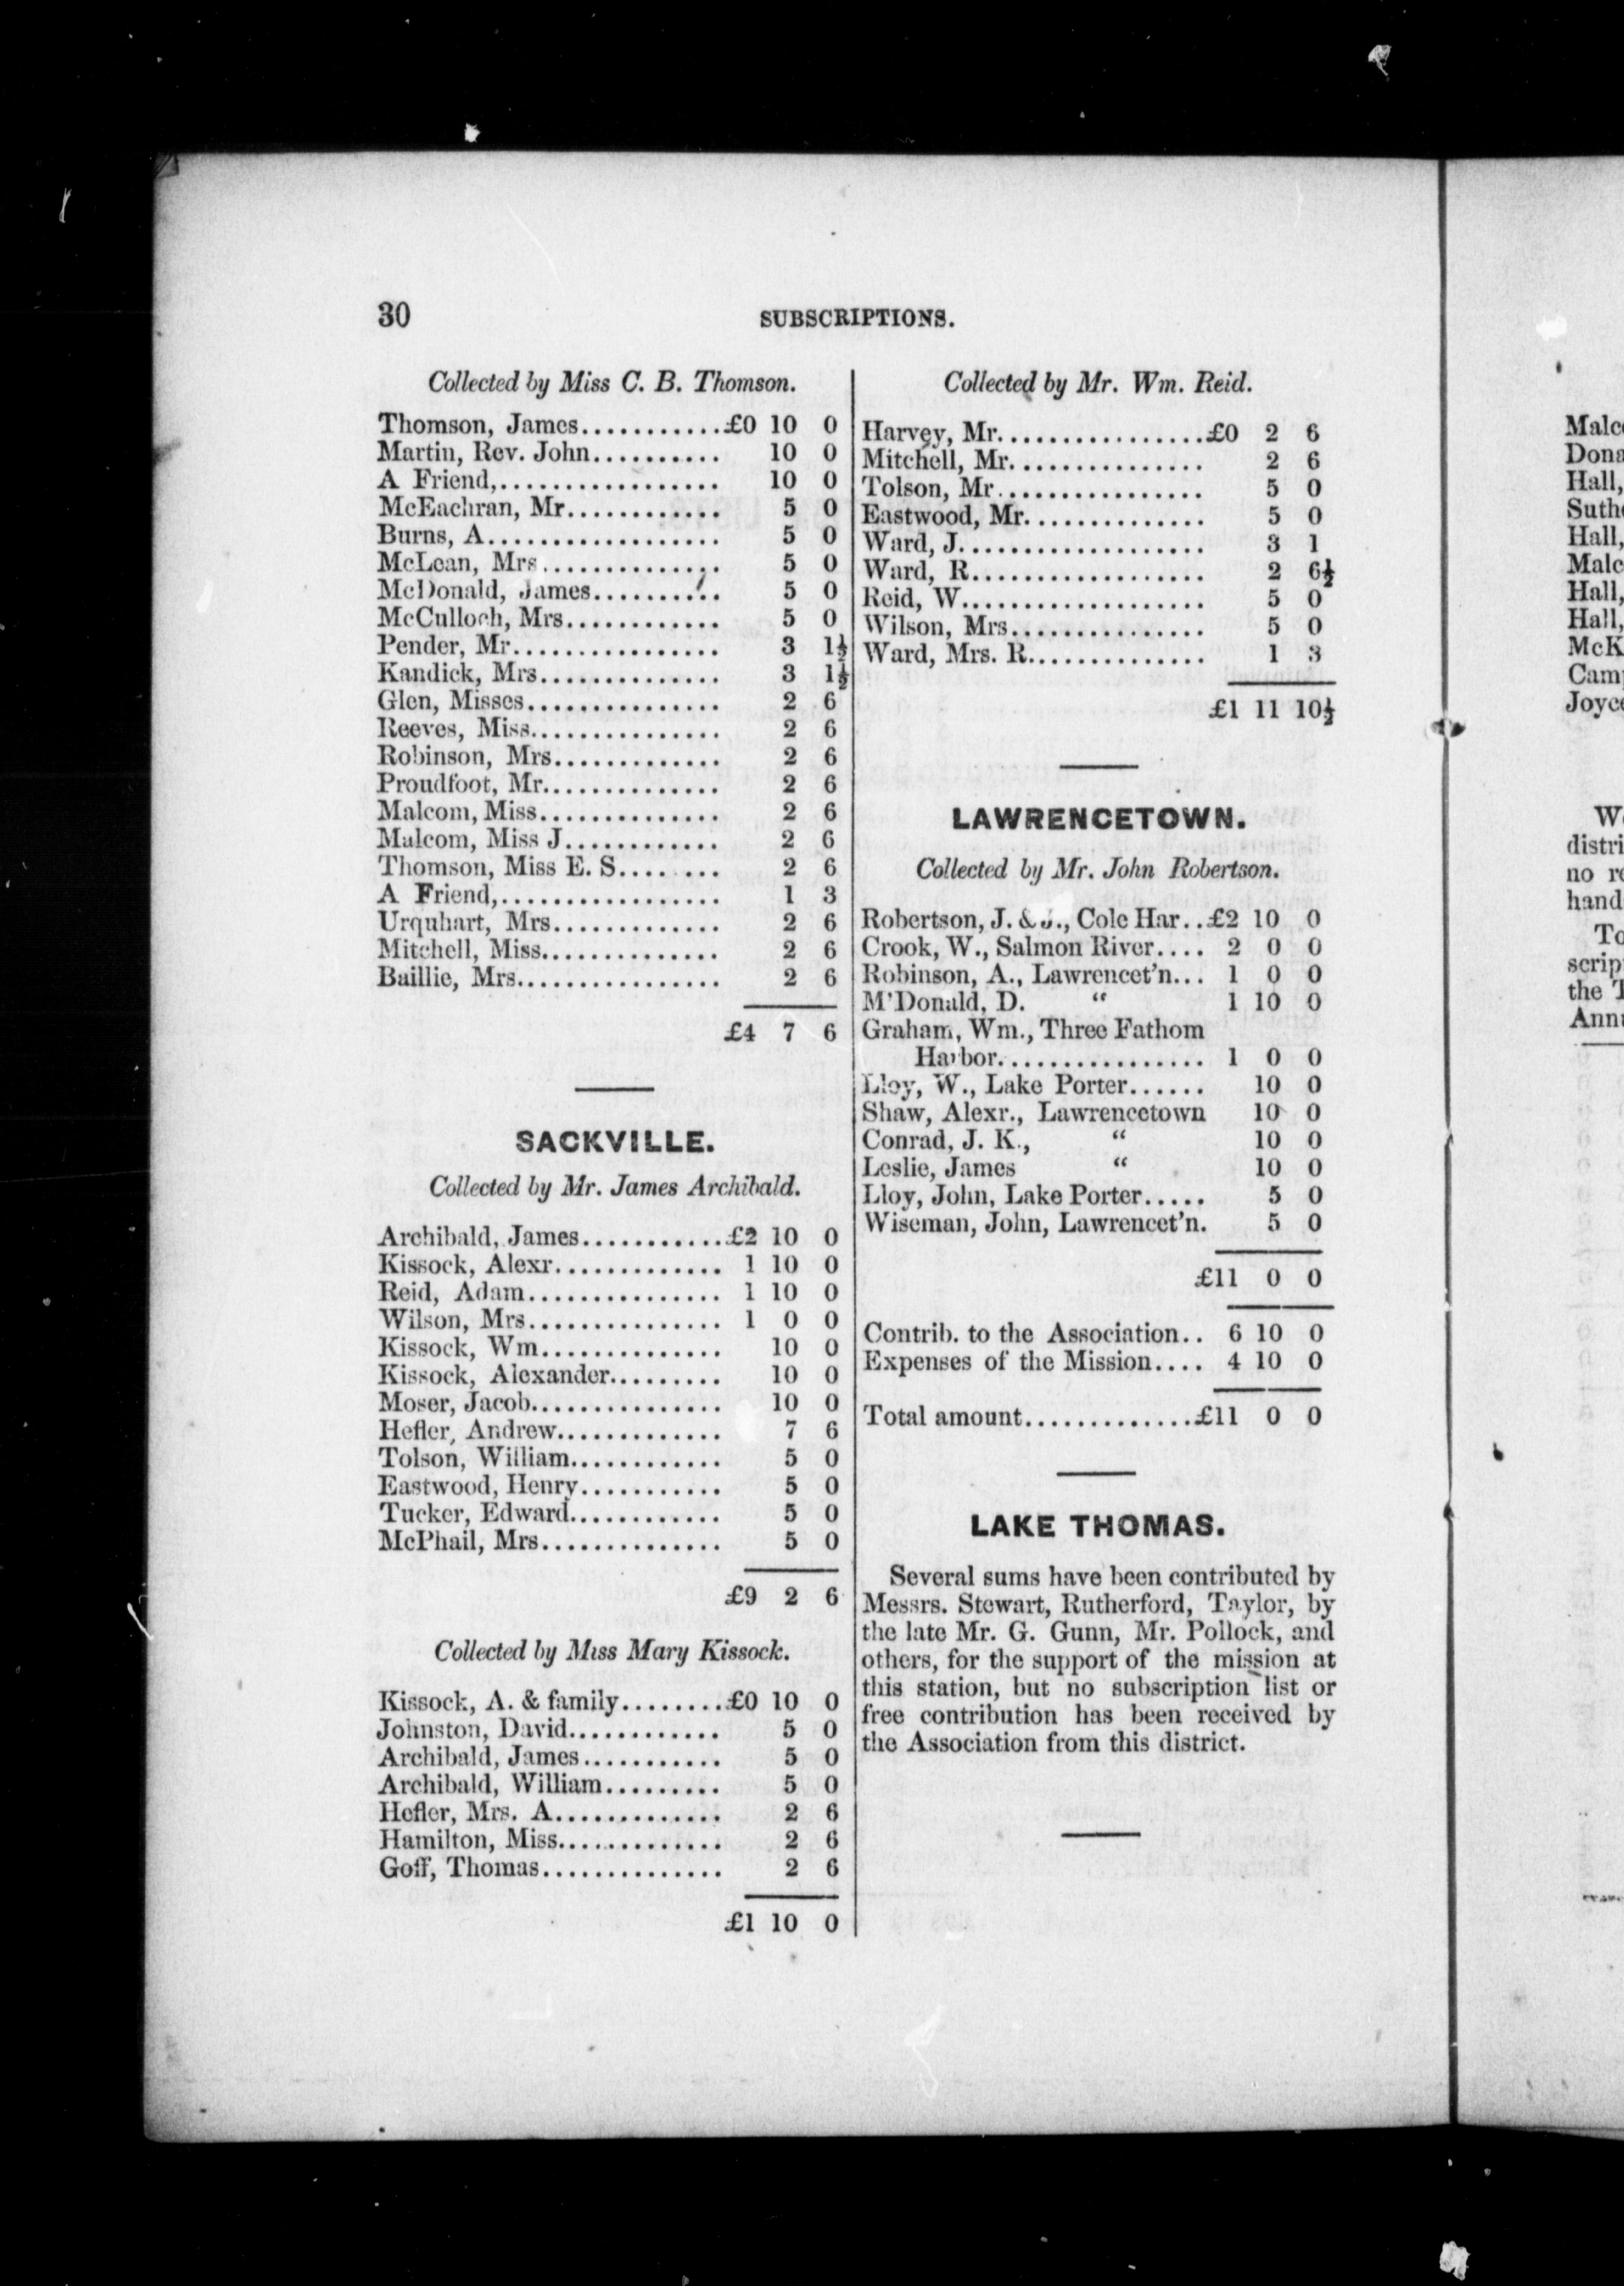 30 SUBSCRIPTIONS.
Collected by Miss C. B. Thomson.
Thomson, James...........£0 10 0
Martin, Rev. John.......... 10 0
A Friend,................. 10 0
McEachran, Mr............ 5 0
Burns, A.................. 5 0
McLean, Mrs.............. 5 0
McDonald, James.......... 5 0
McCulloch, Mrs............ 5 0
Pender, Mr................ 3 1½
Kandick, Mrs.............. 3 1½
Glen, Misses............... 2 6
Reeves, Miss............... 2 6
Robinson, Mrs............. 2 6
Proudfoot, Mr.............. 2 6
Malcom, Miss.............. 2 6
Malcom, Miss J............ 2 6
Thomson, Miss E. S........ 2 6
A Friend,................. 1 3
Urquhart, Mrs............. 2 6
Mitchell, Miss.............. 2 6
Baillie, Mrs................ 2 6
£4 7 6
SACKVILLE.
Collected by Mr. James Archibald.
Archibald, James...........£2 10 0
Kissock, Alexr............. 1 10 0
Reid, Adam............... 1 10 0
Wilson, Mrs............... 1 0 0
Kissock, Wm.............. 10 0
Kissock, Alexander......... 10 0
Moser, Jacob............... 10 0
Hefler, Andrew............. 7 6
Tolson, William............ 5 0
Eastwood, Henry........... 5 0
Tucker, Edward............ 5 0
McPhail, Mrs.............. 5 0
£9 2 6
Collected by Miss Mary Kissock.
Kissock, A. & family........£0 10 0
Johnston, David............ 5 0
Archibald, James........... 5 0
Archibald, William......... 5 0
Hefler, Mrs. A............. 2 6
Hamilton, Miss............. 2 6
Goff, Thomas.............. 2 6
£1 10 0
Collected by Mr. Wm. Reid.
Harvey, Mr................£0 2 6
Mitchell, Mr............... 2 6
Tolson, Mr................ 5 0
Eastwood, Mr.............. 5 0
Ward, J................... 3 1
Ward, R.................. 2 6½
Reid, W................... 5 0
Wilson, Mrs............... 5 0
Ward, Mrs. R.............. 1 3
£1 11 10½
LAWRENCETOWN.
Collected by Mr. John Robertson.
Robertson, J. & J., Cole Har..£2 10 0
Crook, W., Salmon River.... 2 0 0
Robinson, A., Lawrencet'n... 1 0 0
M'Donald, D. " 1 10 0
Graham, Wm., Three Fathom
Harbor................ 1 0 0
Lloy, W., Lake Porter...... 10 0
Shaw, Alexr., Lawrencetown 10 0
Conrad, J. K., " 10 0
Leslie, James " 10 0
Lloy, John, Lake Porter..... 5 0
Wiseman, John, Lawrencet'n. 5 0
£11 0 0
Contrib. to the Association.. 6 10 0
Expenses of the Mission.... 4 10 0
Total amount.............£11 0 0
LAKE THOMAS.
Several sums have been contributed by
Messrs. Stewart, Rutherford, Taylor, by
the late Mr. G. Gunn, Mr. Pollock, and
others, for the support of the mission at
this station, but no subscription list or
free contribution has been received by
the Association from this district.
Hall,
Hall,
Hall,
Hall,
no
hand
the